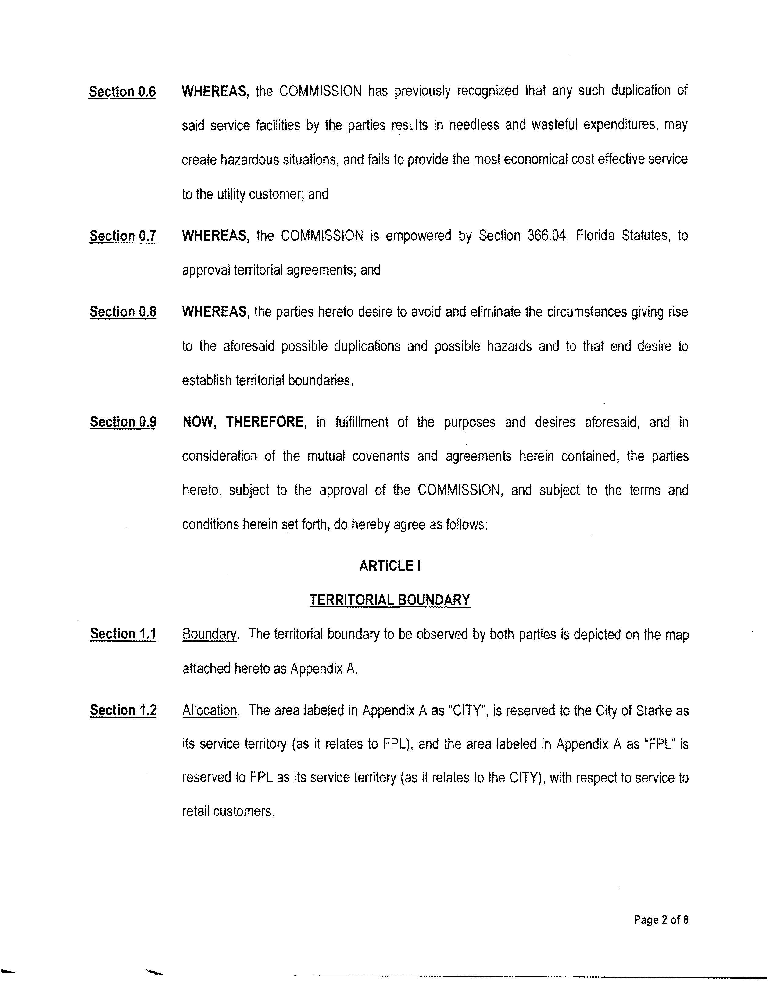 Section 0.6 WHEREAS, the COMMISSION has previously recognized that any such duplication of
said service facilities by the parties results in needless and wasteful expenditures, may
create hazardous situations, and fails to provide the most economical cost effective service
to the utility customer; and
Section 0.7 WHEREAS, the COMMISSION is empowered by Section 366.04, Florida Statutes, to
approval territorial agreements; and
Section 0.8 WHEREAS, the parties hereto desire to avoid and eliminate the circumstances giving rise
to the aforesaid possible duplications and possible hazards and to that end desire to
establish territorial boundaries.
Section 0.9 NOW, THEREFORE, in fulfillment of the purposes and desires aforesaid, and in
consideration of the mutual covenants and agreements herein contained, the parties
hereto, subject to the approval of the COMMISSION, and subject to the terms and
conditions herein set forth, do hereby agree as follows:
ARTICLE I
TERRITORIAL BOUNDARY
Section 1.1 Boundary. The territorial boundary to be observed by both parties is depicted on the map
attached hereto as Appendix A.
Section 1.2 Allocation. The area labeled in Appendix A as "CITY", is reserved to the City of Starke as
its service territory (as it relates to FPL), and the area labeled in Appendix A as "FPL" is
reserved to FPL as its service territory (as it relates to the CITY), with respect to service to
retail customers.
Page 2 of 8